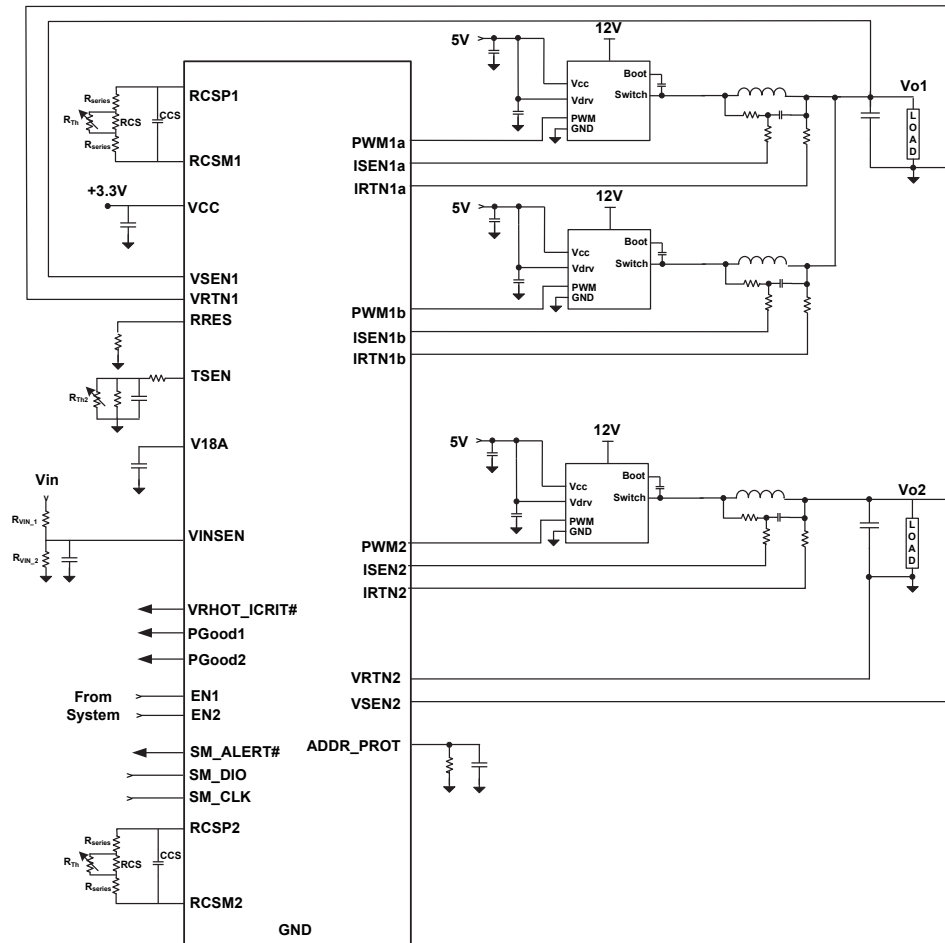 12V
5V
Boot
Vcc
Switch
Vdrv
PWM
GND
Vo1
LOAD
Rseries
RTh
RCS
CCS
Rseries
RCSP1
RCSM1
PWM1a
ISEN1a
IRTN1a
+3.3V
VCC
12V
5V
Boot
Vcc
Switch
Vdrv
PWM
GND
VSEN1
VRTN1
RRES
PWM1b
ISEN1b
IRTN1b
TSEN
RTh2
V18A
12V
5V
Boot
Vcc
Switch
Vdrv
PWM
GND
Vo2
LOAD
Vin
RVIN_1
RVIN_2
VINSEN
PWM2
ISEN2
IRTN2
VRHOT_ICRIT#
PGood1
PGood2
VRTN2
VSEN2
From
System
EN1
EN2
ADDR_PROT
SM_ALERT#
SM_DIO
SM_CLK
RCSP2
Rseries
RTh
RCS
CCS
Rseries
RCSM2
GND